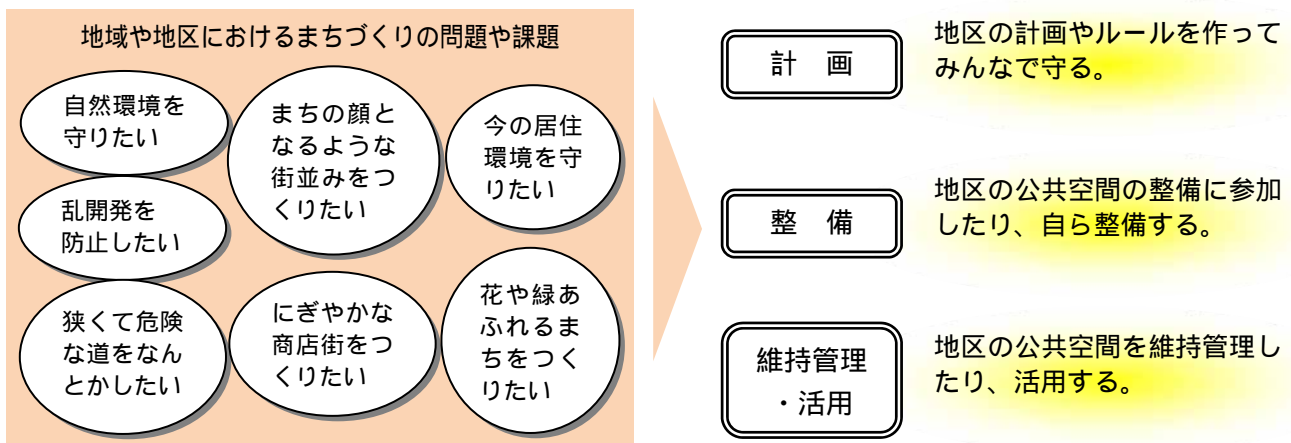 地域や地区におけるまちづくりの問題や課題
自然環境を
守りたい
まちの顔と
なるような
街並みをつ
くりたい
今の居住
環境を守
りたい
乱開発を
防止したい
狭くて危険
な道をなん
とかしたい
にぎやかな
商店街をつ
くりたい
花や緑あ
ふれるま
ちをつく
りたい
計　画
地区の計画やルールを作って
みんなで守る。
整　備
地区の公共空間の整備に参加
したり、自ら整備する。
維持管理
・活用
地区の公共空間を維持管理し
たり、活用する。